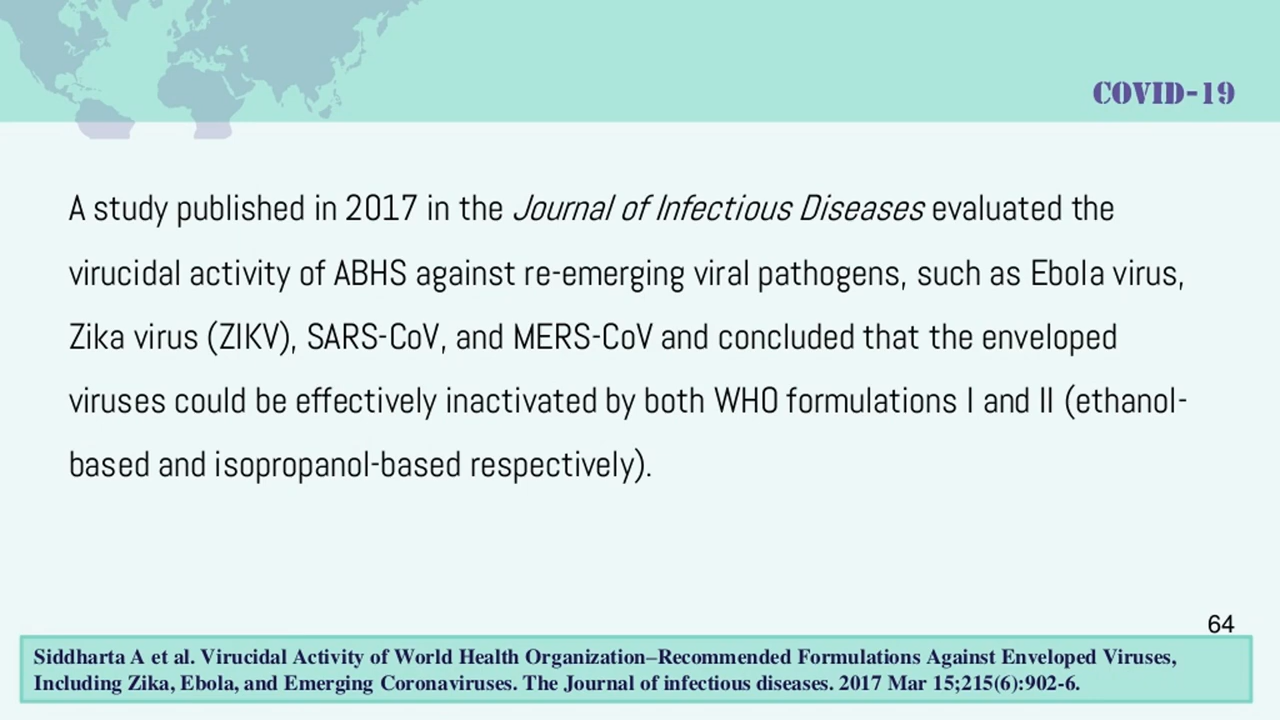 COVID-19
A study published in 2017 in the Journal of Infectious Diseases evaluated the
virucidal activity of ABHS against re-emerging viral pathogens, such as Ebola virus,
Zika virus (ZIKV), SARS-CoV, and MERS-CoV and concluded that the enveloped
viruses could be effectively inactivated by both WHO formulations I and II (ethanol-
based and isopropanol-based respectively).
64
Siddharta A et al. Virucidal Activity of World Health Organization–Recommended Formulations Against Enveloped Viruses,
Including Zika, Ebola, and Emerging Coronaviruses. The Journal of infectious diseases. 2017 Mar 15;215(6):902-6.